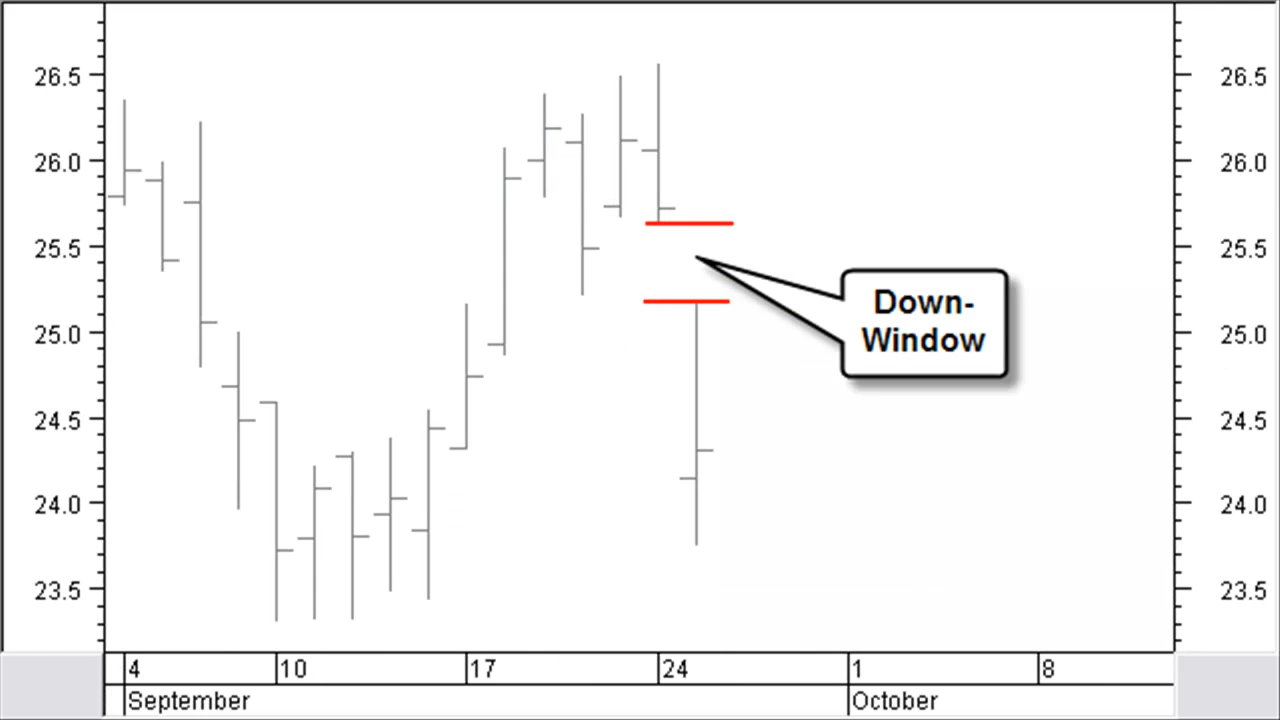 26.5 26.5
26.0 26.0
25.5 25.5
Down-
Window
25.0 25.0
24.5 24.5
24.0 24.0
23.5 23.5
4 10 17 24 1 8
September October